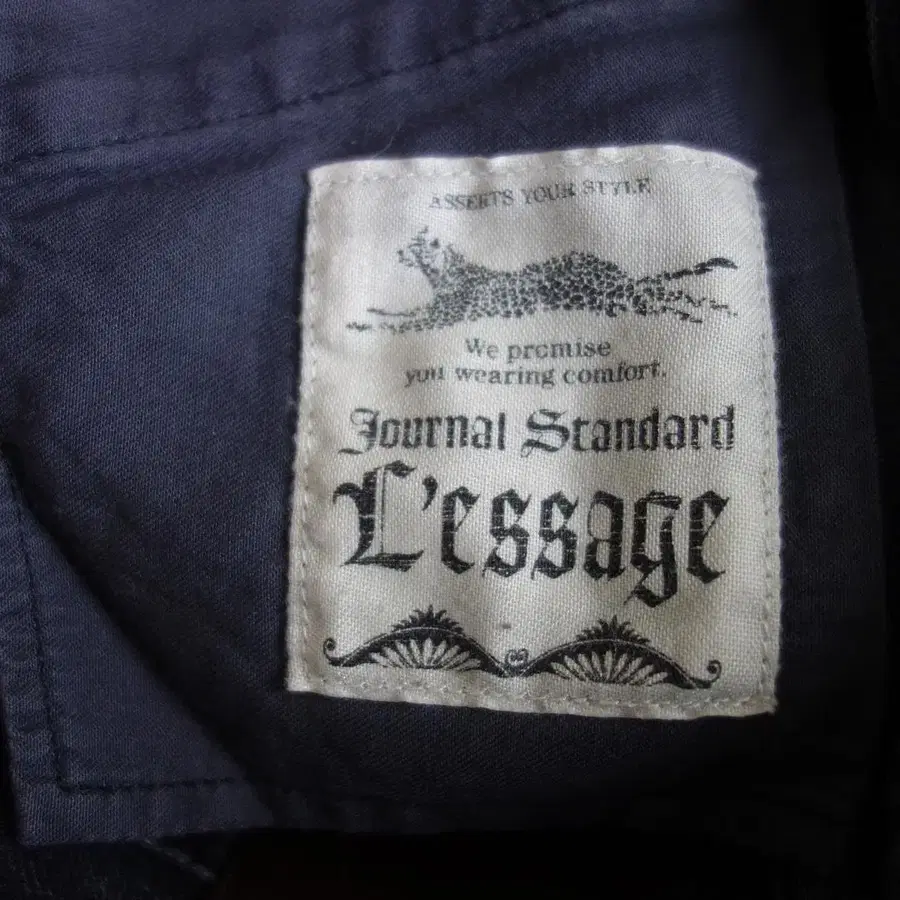 ASSERTS YOUR STYLE
We promise
you wearing comfort.
Journal Standard
L'essage